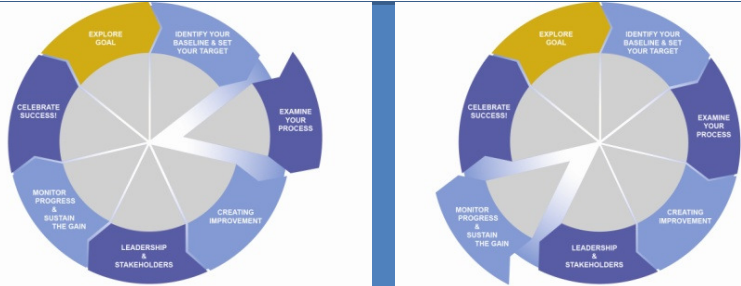 EXPLORE
GOAL
IDENTIFY YOUR
BASELINE & SET
YOUR TARGET
EXAMINE
YOUR
PROCESS
CREATING
IMPROVEMENT
LEADERSHIP
&
STAKEHOLDERS
MONITOR
PROGRESS
&
SUSTAIN
THE GAIN
CELEBRATE
SUCCESS!
EXPLORE
GOAL
IDENTIFY YOUR
BASELINE & SET
YOUR TARGET
EXAMINE
YOUR
PROCESS
CREATING
IMPROVEMENT
LEADERSHIP
&
STAKEHOLDERS
MONITOR
PROGRESS
&
SUSTAIN
THE GAIN
CELEBRATE
SUCCESS!